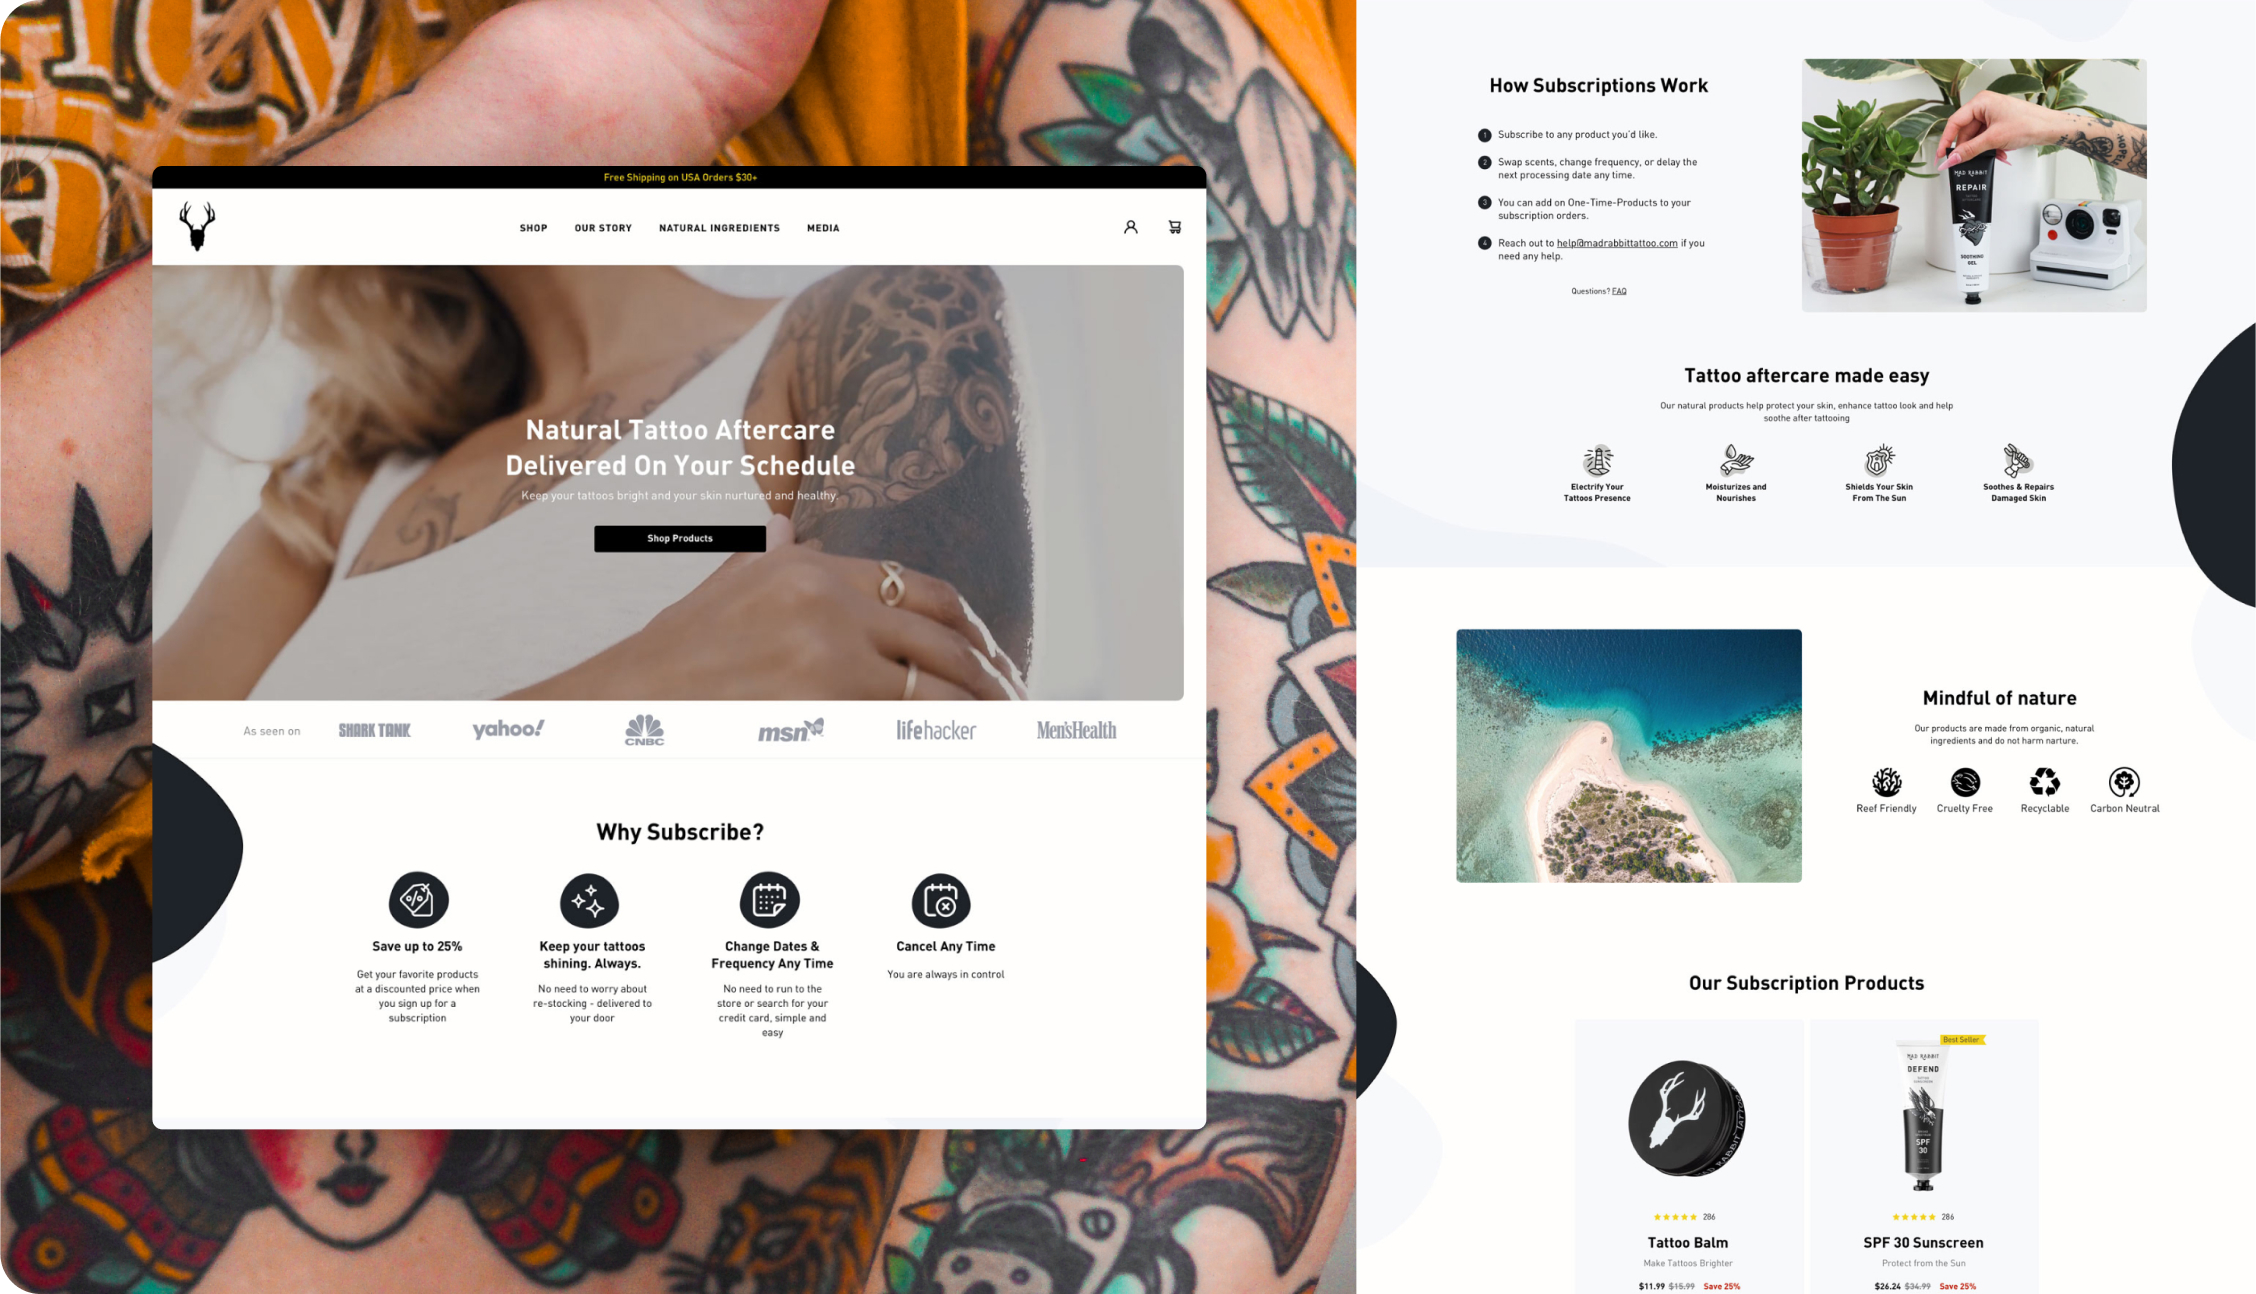 Free Shipping on USA Orders $30+
SHOP OUR STORY NATURAL INGREDIENTS MEDIA
Natural Tattoo Aftercare
Delivered On Your Schedule
Keep your tattoos bright and your skin nurtured and healthy.
Shop Products
As seen on SHARK TANK yahoo! CNBC msn lifehacker Men'sHealth
Why Subscribe?
Save up to 25%
Get your favorite products
at a discounted price when
you sign up for a
subscription
Keep your tattoos
shining. Always.
No need to worry about
re-stocking - delivered to
your door
Change Dates &
Frequency Any Time
No need to run to the
store or search for your
credit card, simple and
easy
Cancel Any Time
You are always in control
How Subscriptions Work
1 Subscribe to any product you'd like.
2 Swap scents, change frequency, or delay the
next processing date any time.
3 You can add on One-Time-Products to your
subscription orders.
4 Reach out to help@madrabbittattoo.com if you
need any help.
Questions? FAQ
MAD RABBIT
REPAIR
SOOTHING
GEL
Tattoo aftercare made easy
Our natural products help protect your skin, enhance tattoo look and help
soothe after tattooing
Electrify Your
Tattoos Presence
Moisturizes and
Nourishes
Shields Your Skin
From The Sun
Soothes & Repairs
Damaged Skin
Mindful of nature
Our products are made from organic, natural
ingredients and do not harm narture.
Reef Friendly
Cruelty Free
Recyclable
Carbon Neutral
Our Subscription Products
MAD RABBIT TATTOO
286
Tattoo Balm
Make Tattoos Brighter
$11.99 $15.99 Save 25%
Best Seller
MAD RABBIT
DEFEND
SPF
30
286
SPF 30 Sunscreen
Protect from the Sun
$26.24 $34.99 Save 25%